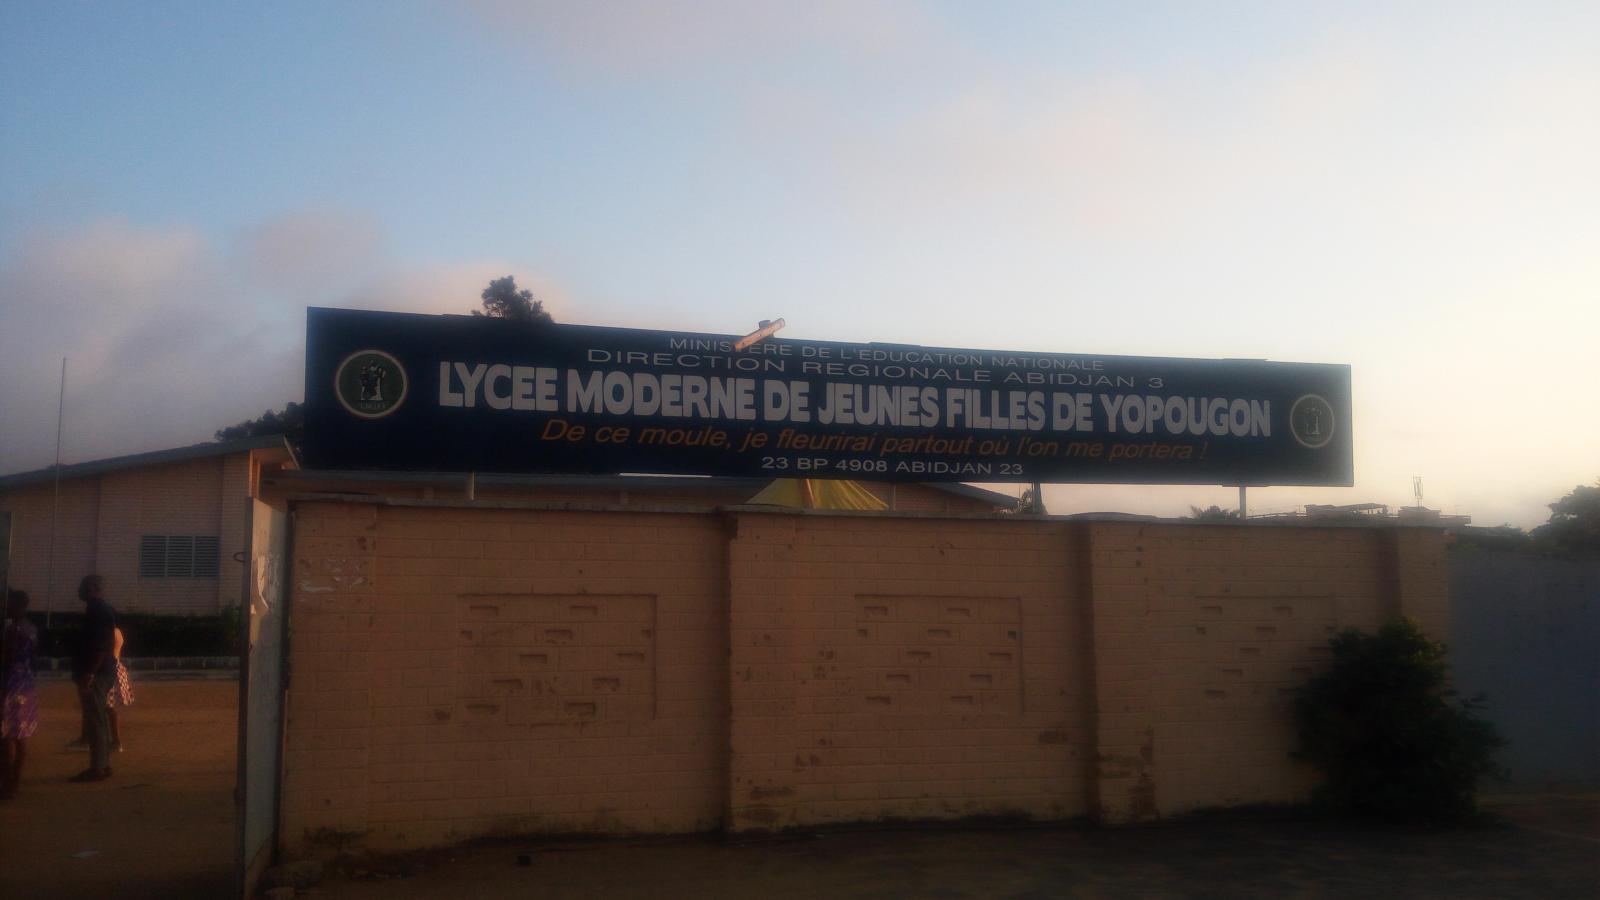 MINISTERE DE L'EDUCATION NATIONALE
DIRECTION REGIONALE ABIDJAN 3
LYCEE MODERNE DE JEUNES FILLES DE YOPOUGON
De ce moule, je fleurirai partout où l'on me portera !
23 BP 4908 ABIDJAN 23